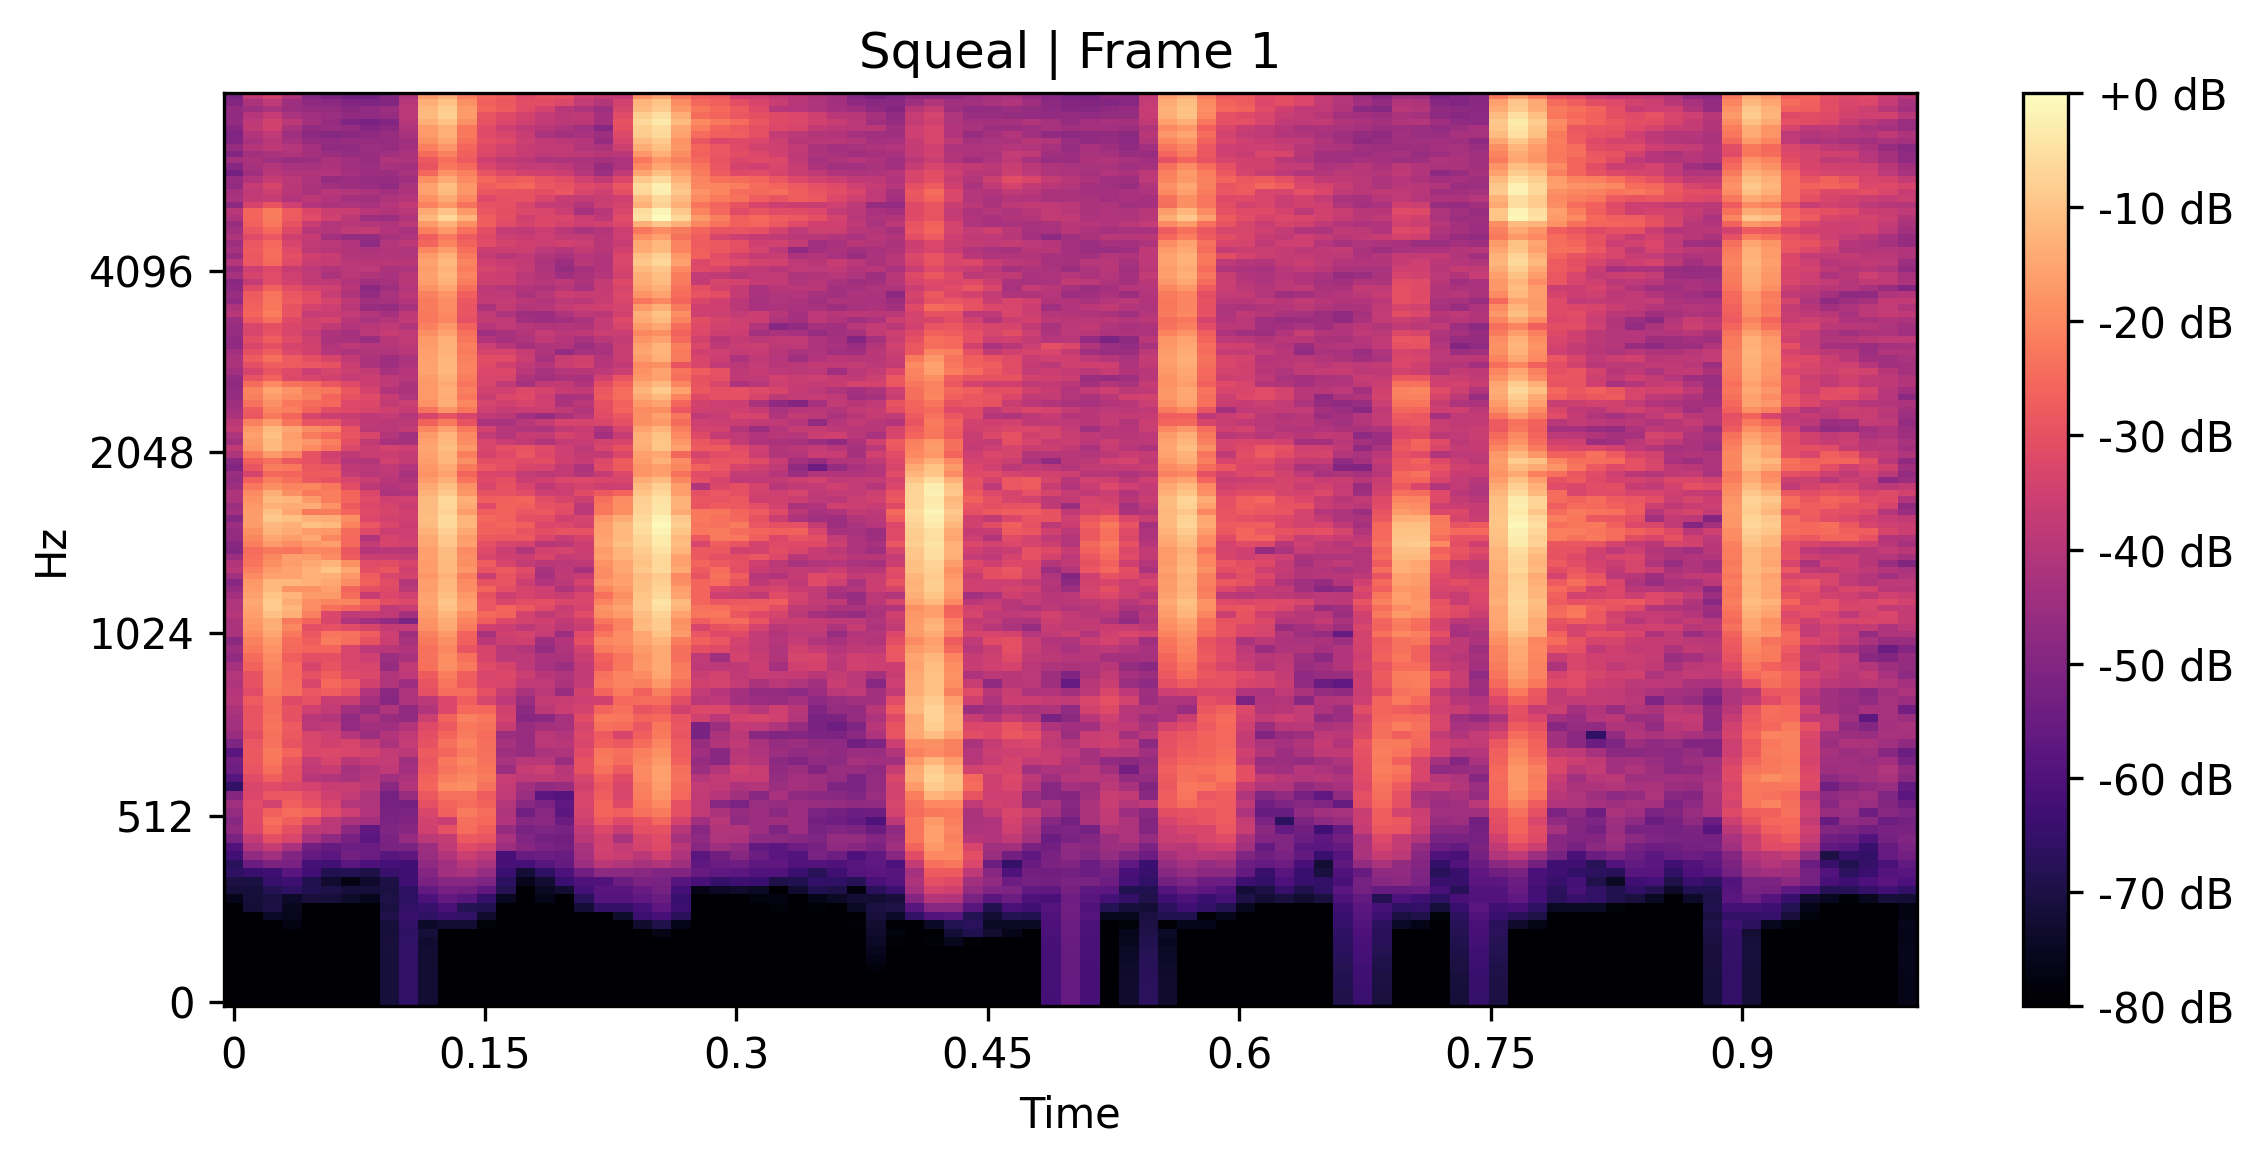 Squeal | Frame 1
+0 dB
-10 dB
-20 dB
-30 dB
-40 dB
-50 dB
-60 dB
-70 dB
-80 dB
Hz
4096
2048
1024
512
0
0 0.15 0.3 0.45 0.6 0.75 0.9
Time